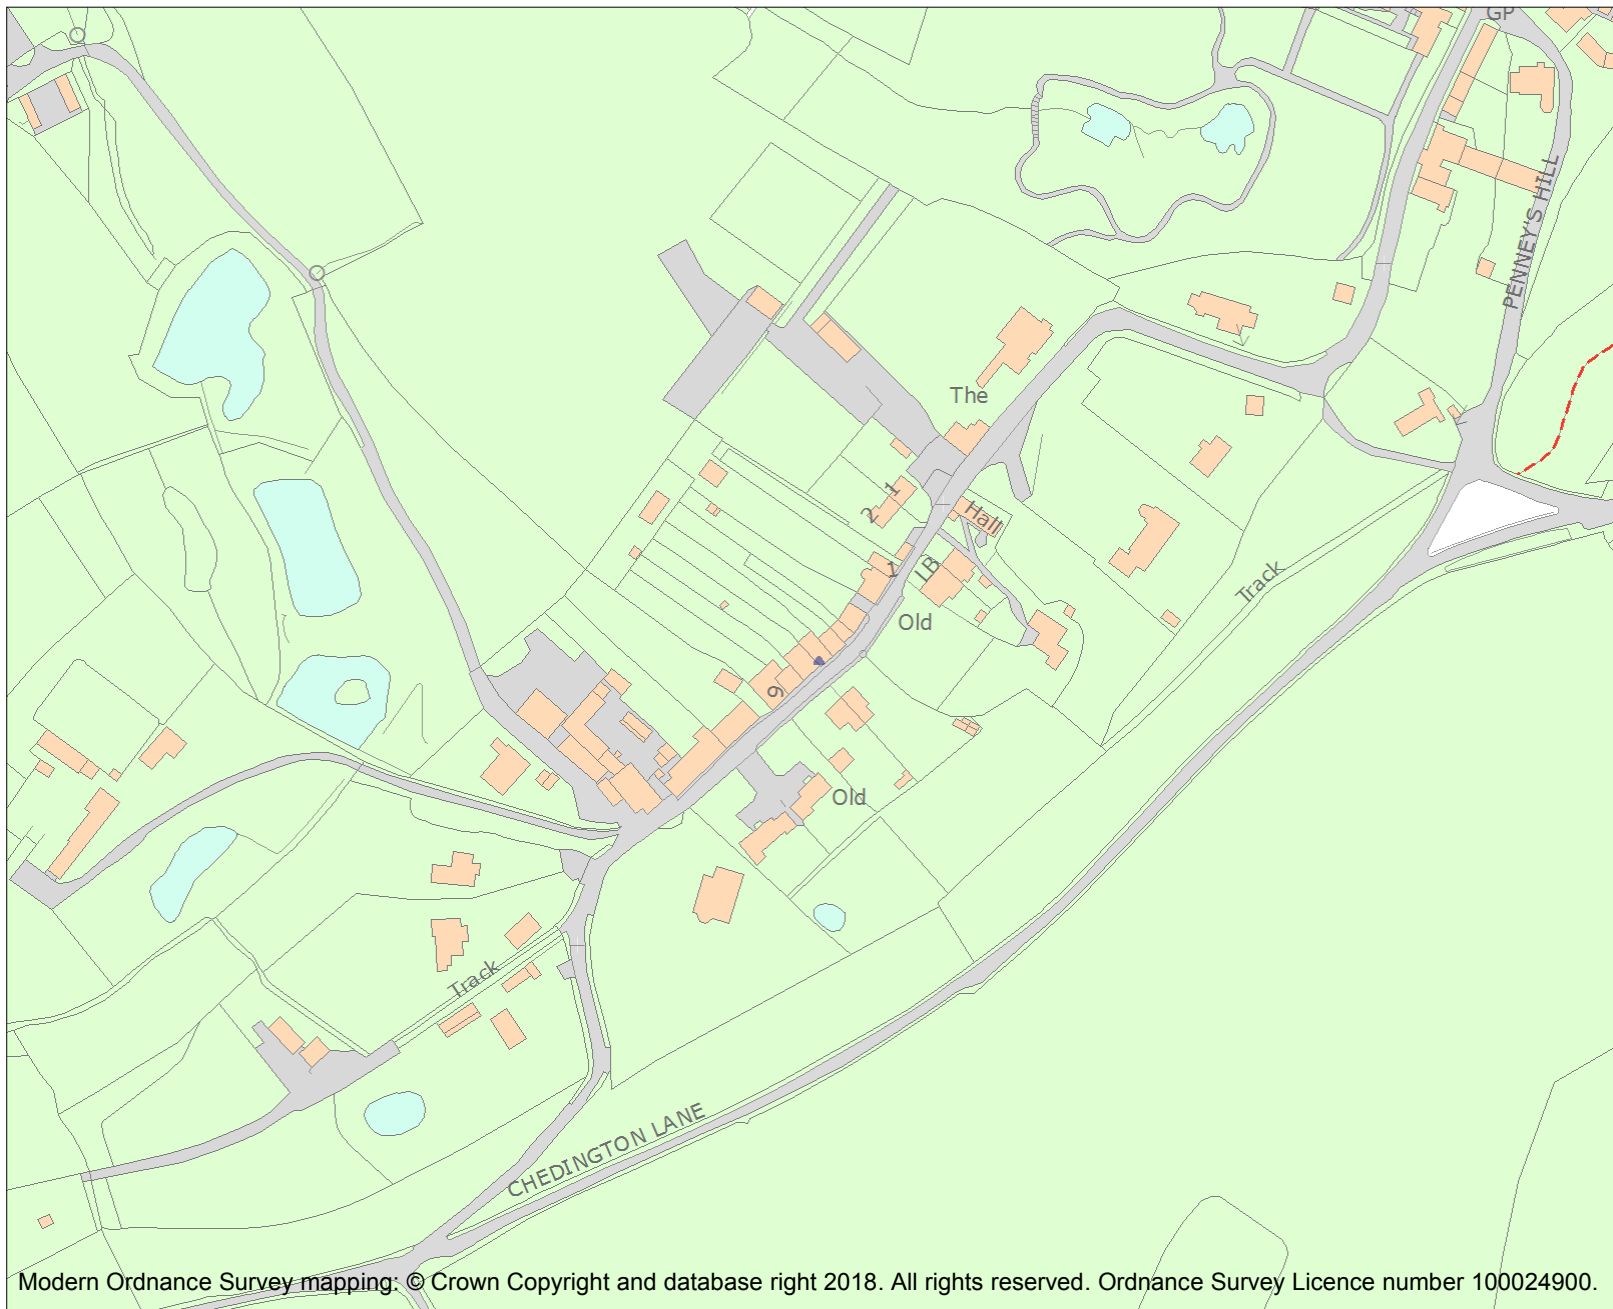 GP
PENNEY'S HILL
The
1
2
Hall
1
LB
Old
Track
9
Old
Track
CHEDINGTON LANE
Modern Ordnance Survey mapping: © Crown Copyright and database right 2018. All rights reserved. Ordnance Survey Licence number 100024900.